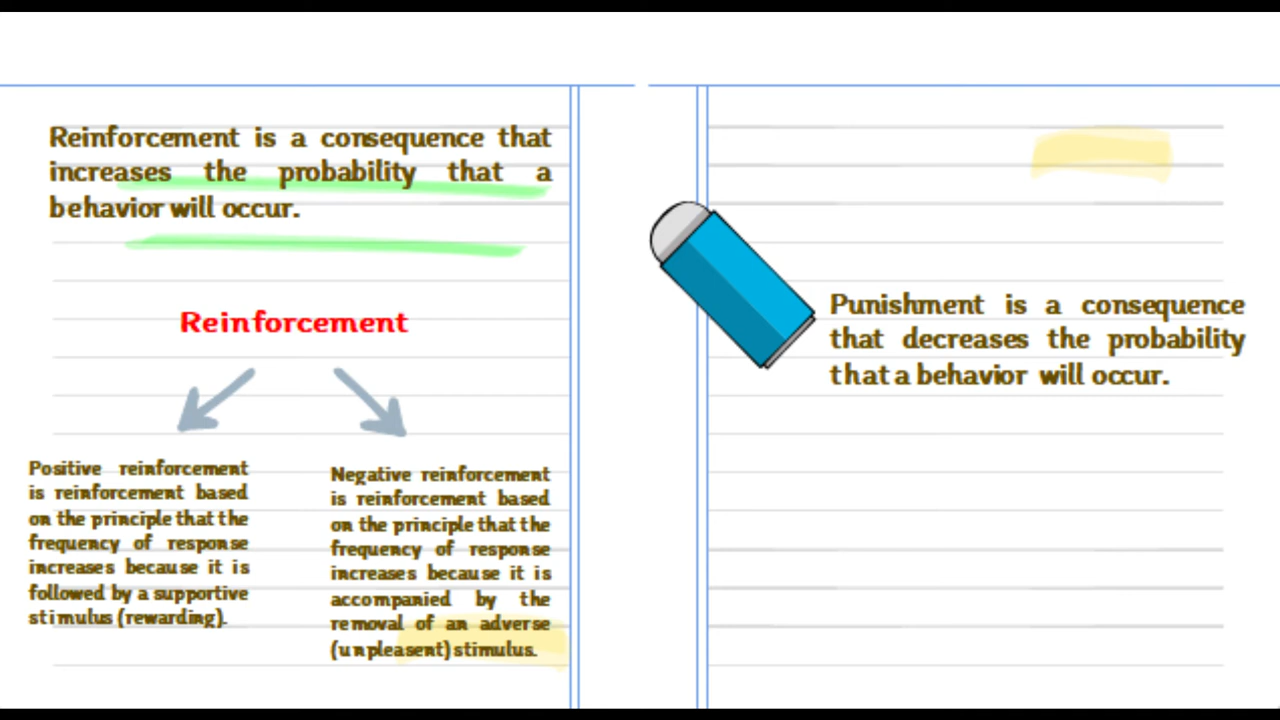 Reinforcement is a consequence that
increases the probability that a
behavior will occur.
Reinforcement
Positive reinforcement
is reinforcement based
on the principle that the
frequency of response
increases because it is
followed by a supportive
stimulus (rewarding).
Negative reinforcement
is reinforcement based
on the principle that the
frequency of response
increases because it is
accompanied by the
removal of an adverse
(unpleasent) stimulus.
Punishment is a consequence
that decreases the probability
that a behavior will occur.